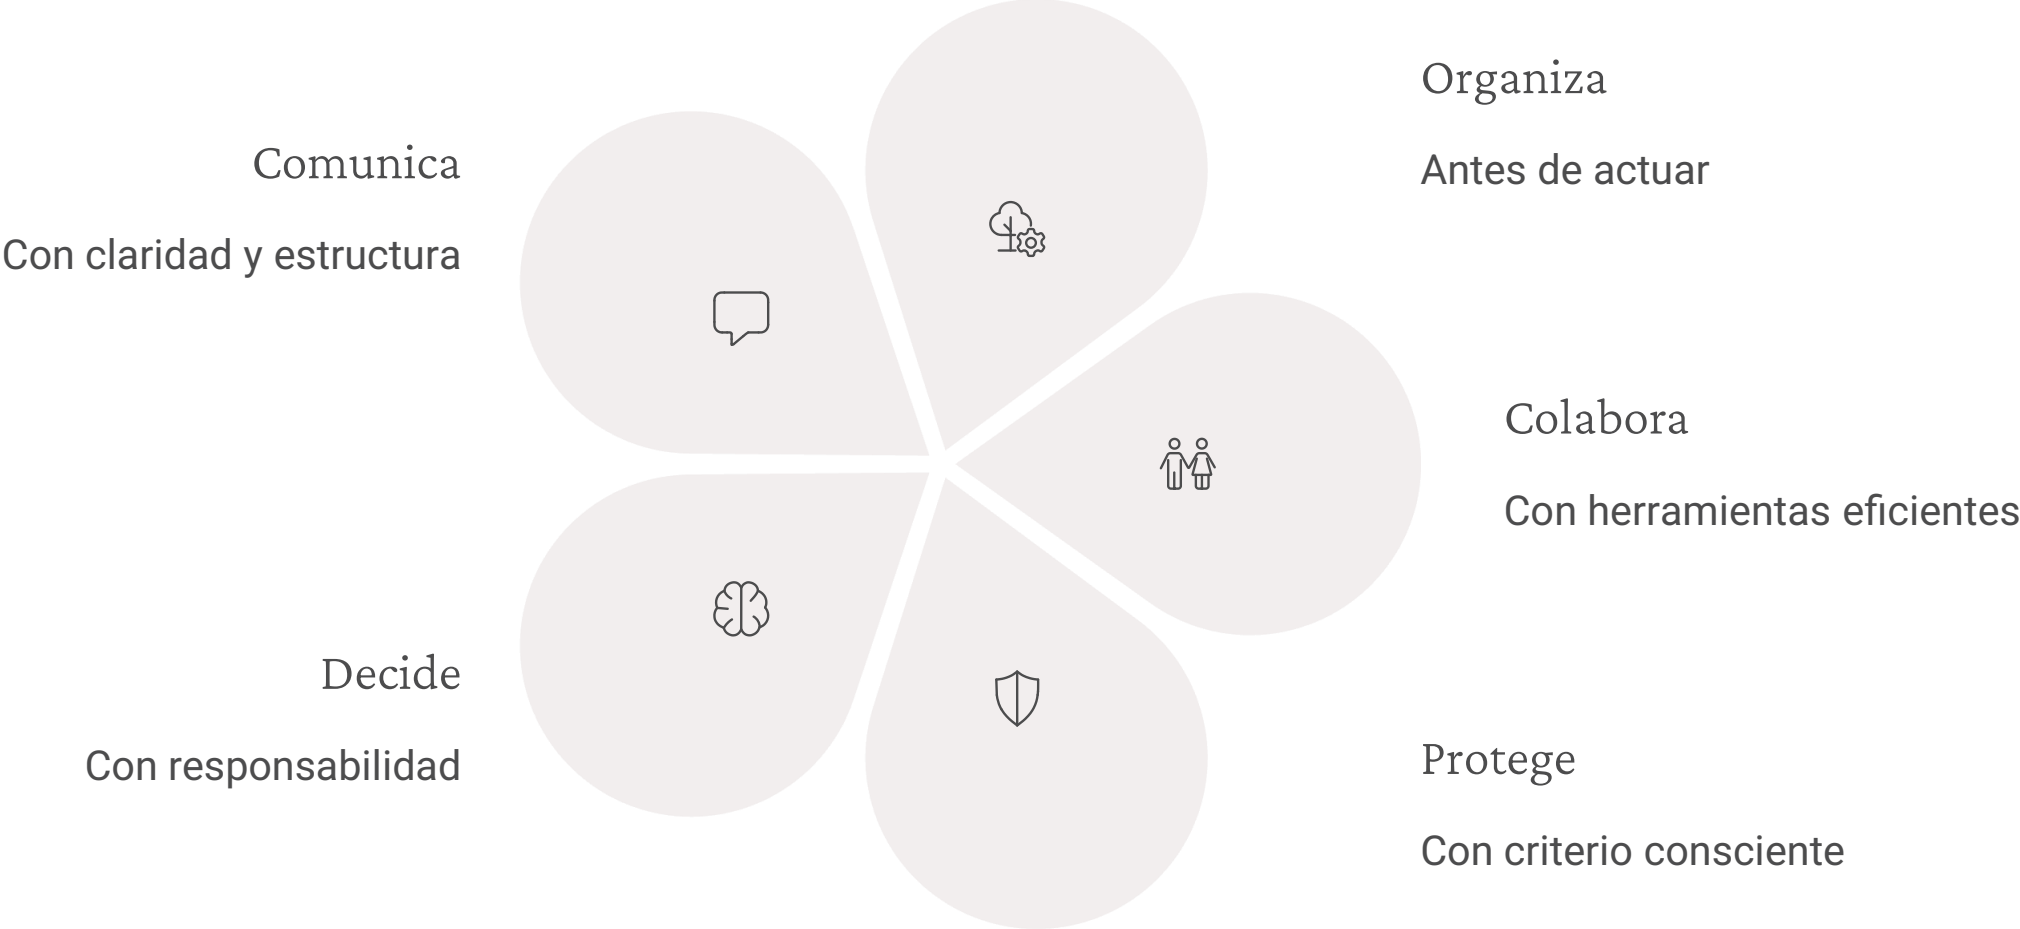 Organiza
Antes de actuar
Comunica
Con claridad y estructura
Colabora
Con herramientas eficientes
Decide
Con responsabilidad
Protege
Con criterio consciente